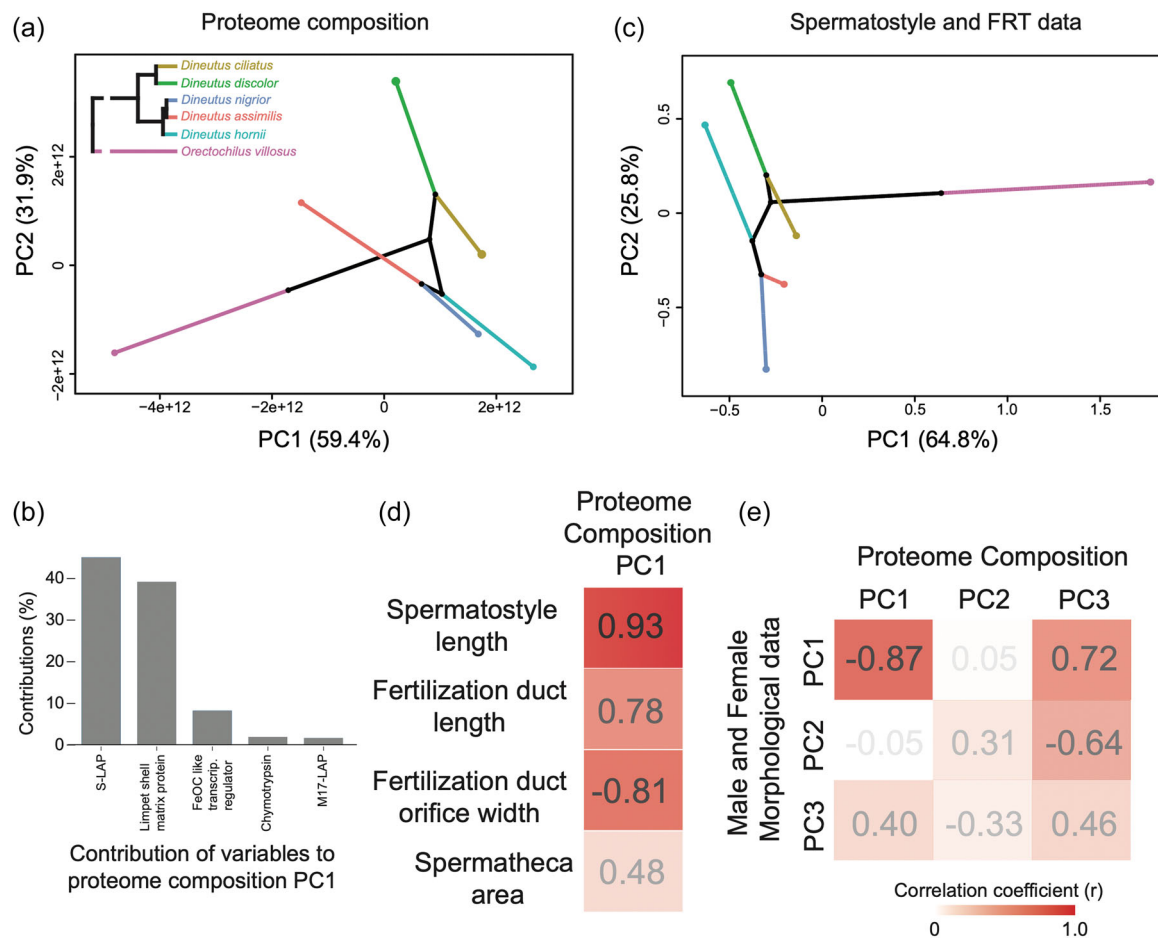 (a)
Proteome composition
Dineutus ciliatus
Dineutus discolor
Dineutus nigrior
Dineutus assimilis
Dineutus hornii
Orectochilus villosus
PC2 (31.9%)
2e+12
0
−2e+12
−4e+12
−2e+12
0
2e+12
PC1 (59.4%)
(c)
Spermatostyle and FRT data
PC2 (25.8%)
0.5
0
−0.5
−0.5
0
0.5
1.0
1.5
PC1 (64.8%)
(b)
Contributions (%)
40
30
20
10
0
S-LAP
Limpet shell
matrix protein
FeOC like
transcrip.
regulator
Chymotrypsin
M17-LAP
Contribution of variables to
proteome composition PC1
(d)
Proteome
Composition
PC1
Spermatostyle
length
0.93
Fertilization duct
length
0.78
Fertilization duct
orifice width
-0.81
Spermatheca
area
0.48
(e)
Proteome Composition
PC1 PC2 PC3
Male and Female
Morphological data
PC1 -0.87 0.05 0.72
PC2 -0.05 0.31 -0.64
PC3 0.40 -0.33 0.46
Correlation coefficient (r)
0 1.0